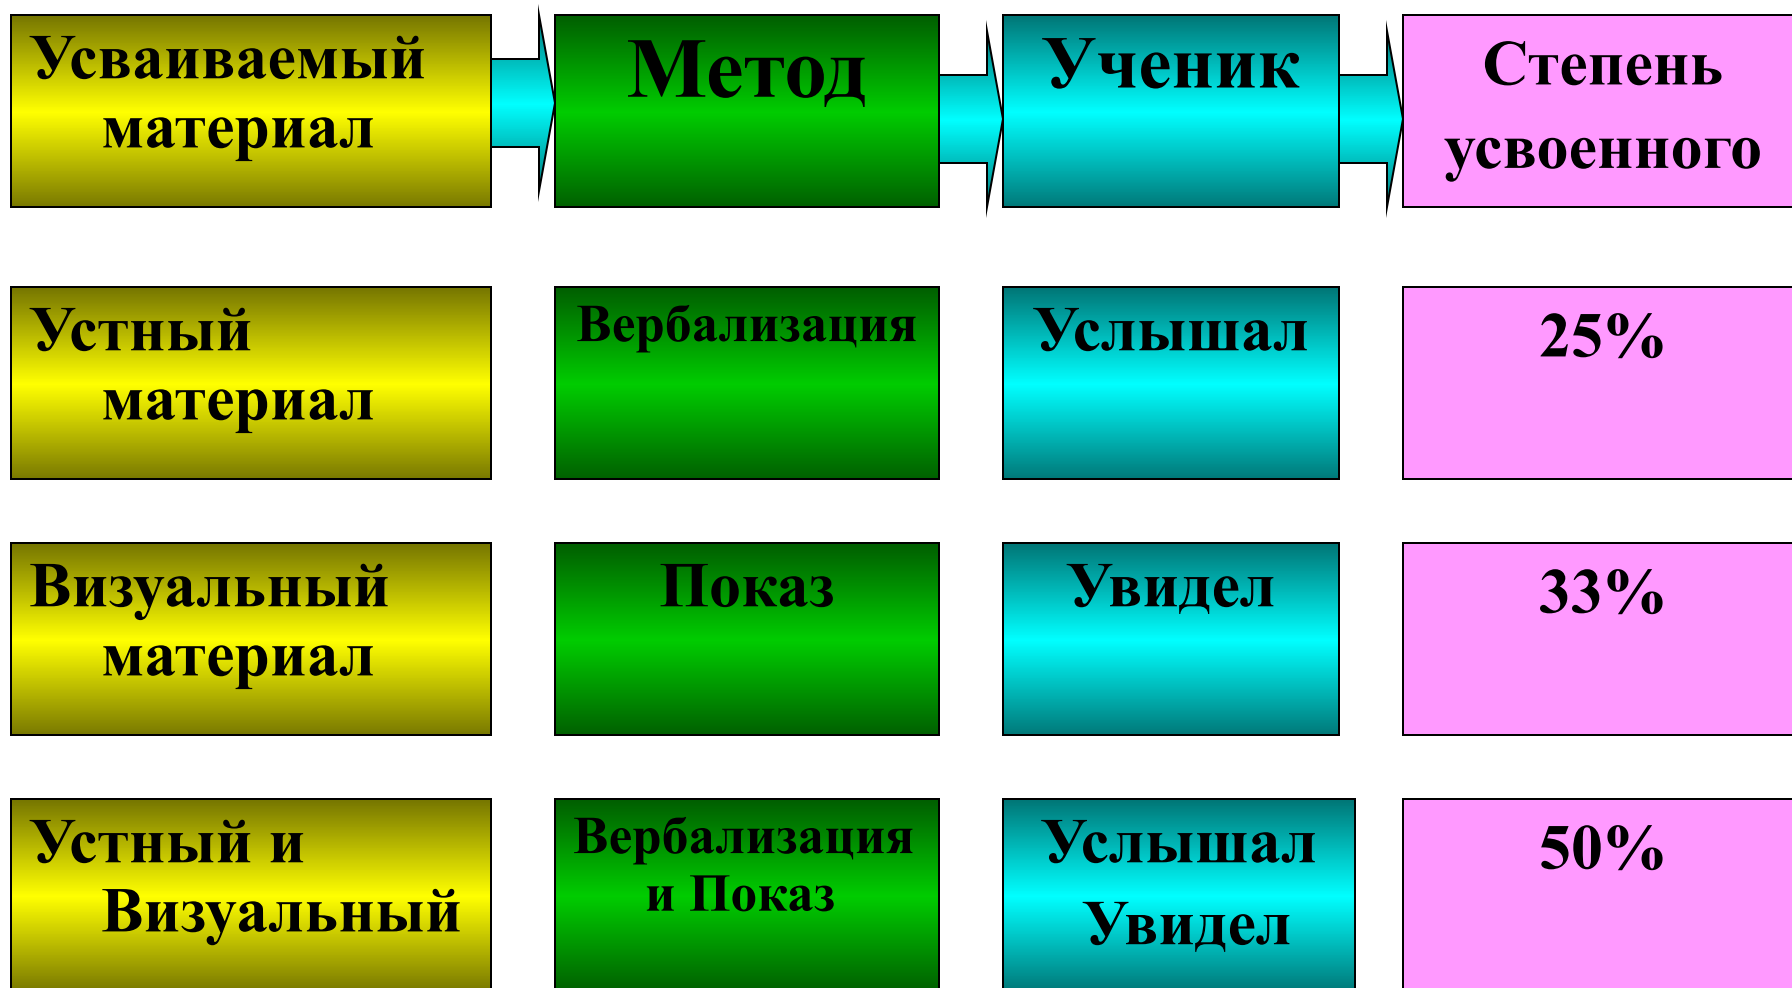 Усваиваемый
материал
Метод
Ученик
Степень
усвоенного
Устный
материал
Вербализация
Услышал
25%
Визуальный
материал
Показ
Увидел
33%
Устный и
Визуальный
Вербализация
и Показ
Услышал
Увидел
50%